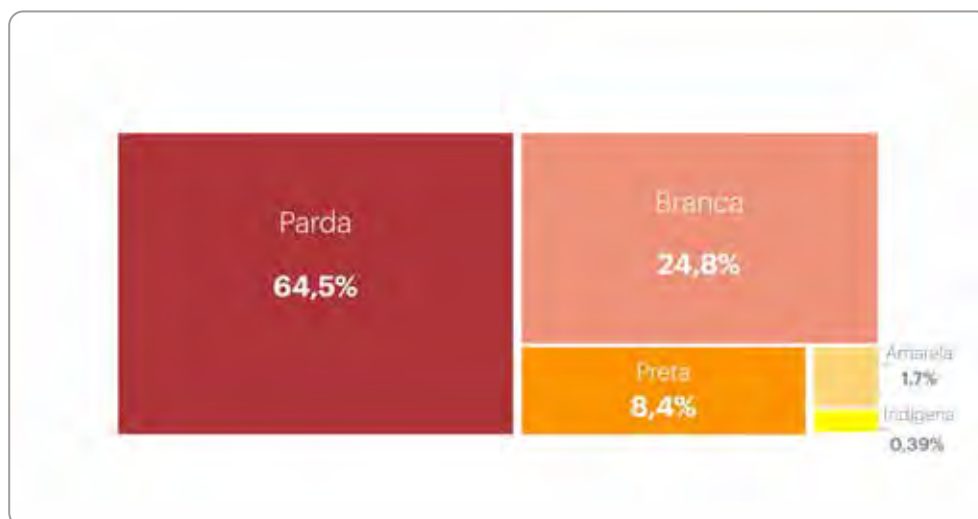 Parda
64,5%
Branca
24,8%
Preta
8,4%
Amarela
1,7%
Indígena
0,39%